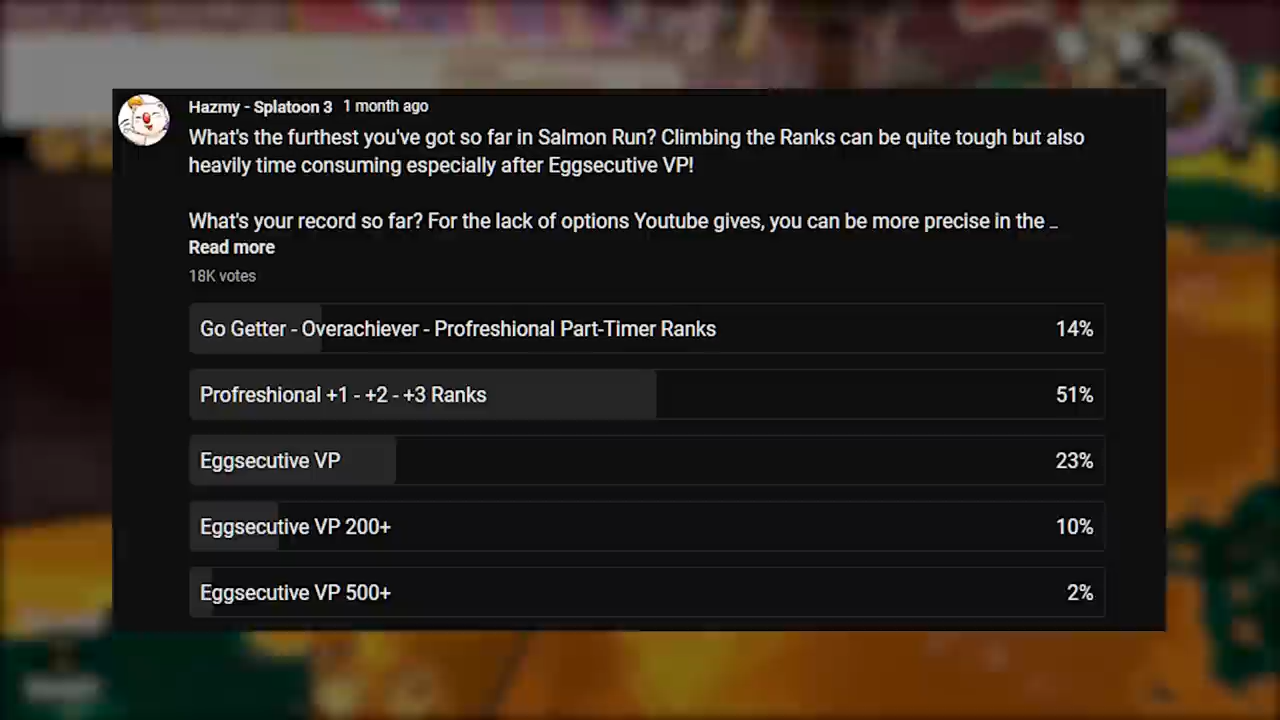 Hazmy - Splatoon 3 1 month ago
What's the furthest you've got so far in Salmon Run? Climbing the Ranks can be quite tough but also
heavily time consuming especially after Eggsecutive VP!
What's your record so far? For the lack of options Youtube gives, you can be more precise in the ...
Read more
18K votes
Go Getter - Overachiever - Profreshional Part-Timer Ranks 14%
Profreshional +1 - +2 - +3 Ranks 51%
Eggsecutive VP 23%
Eggsecutive VP 200+ 10%
Eggsecutive VP 500+ 2%